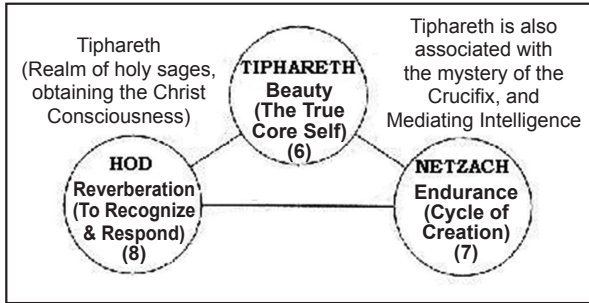 Tiphareth
(Realm of holy sages,
obtaining the Christ
Consciousness)
TIPHARETH
Beauty
(The True
Core Self)
(6)
Tiphareth is also
associated with
the mystery of the
Crucifix, and
Mediating Intelligence
HOD
Reverberation
(To Recognize
& Respond)
(8)
NETZACH
Endurance
(Cycle of
Creation)
(7)